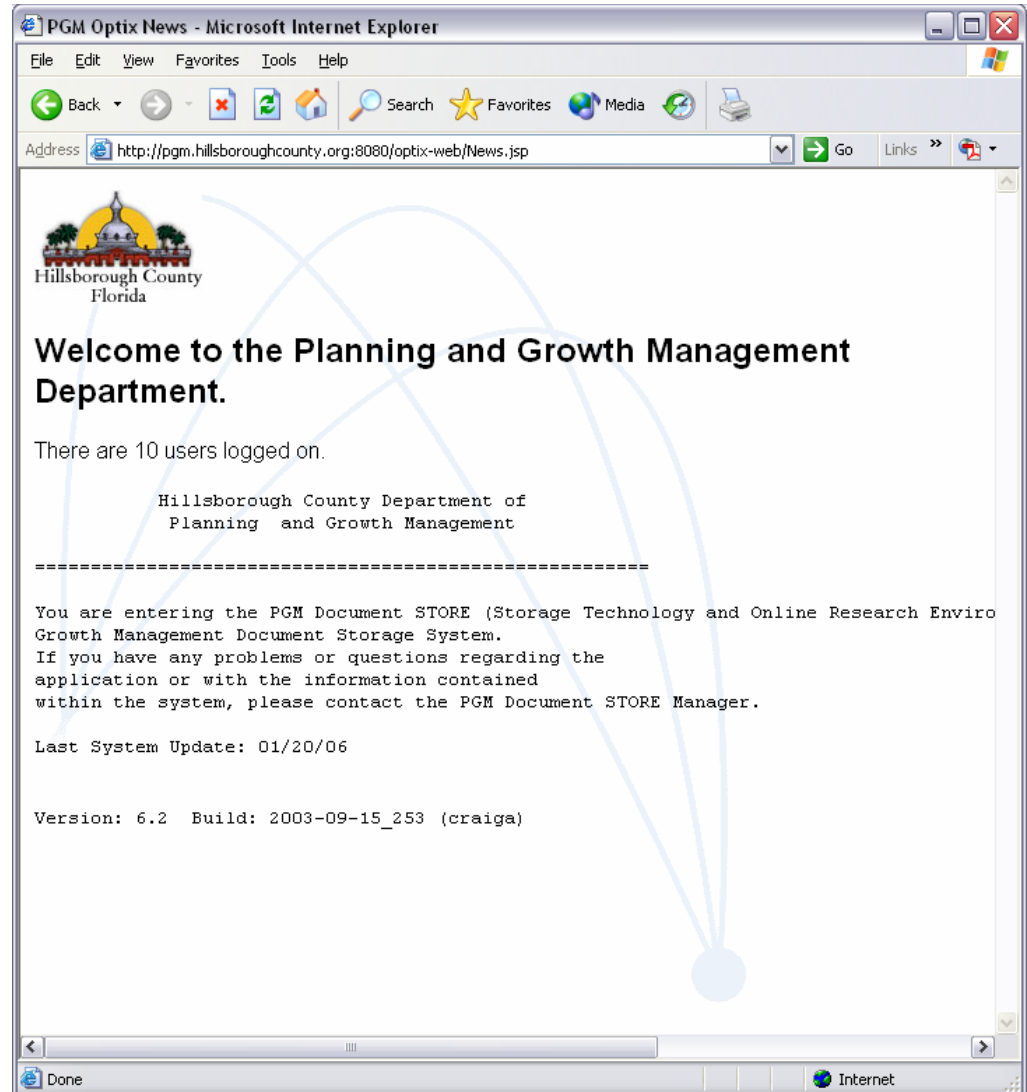 PGM Optix News - Microsoft Internet Explorer
File Edit View Favorites Tools Help
Back Search Favorites Media
Address http://pgm.hillsboroughcounty.org:8080/optix-web/News.jsp Go Links »
Hillsborough County
Florida
Welcome to the Planning and Growth Management
Department.
There are 10 users logged on.
Hillsborough County Department of
Planning  and Growth Management
=======================================================
You are entering the PGM Document STORE (Storage Technology and Online Research Enviro
Growth Management Document Storage System.
If you have any problems or questions regarding the
application or with the information contained
within the system, please contact the PGM Document STORE Manager.
Last System Update: 01/20/06
Version: 6.2  Build: 2003-09-15_253 (craiga)
Done Internet